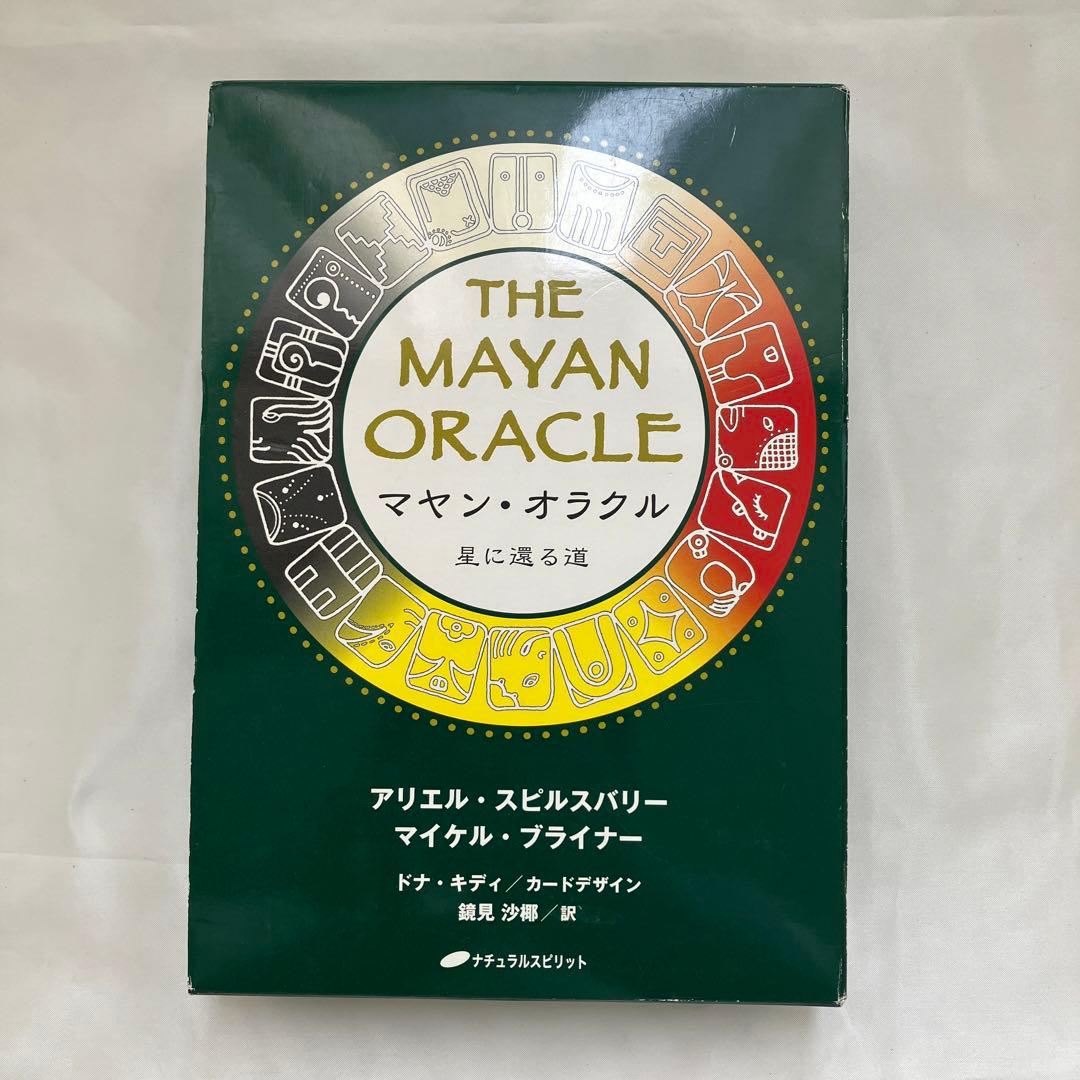 THE
MAYAN
ORACLE
マヤン・オラクル
星に還る道
アリエル・スピルスバリー
マイケル・ブライナー
ドナ・キディ／カードデザイン
鏡見 沙椰／訳
ナチュラルスピリット